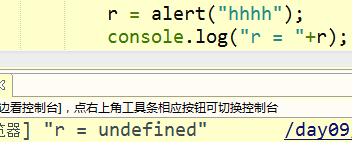 r = alert("hhhh");
console.log("r = "+r);
边看控制台]，点右上角工具条相应按钮可切换控制台
览器] "r = undefined" /day09